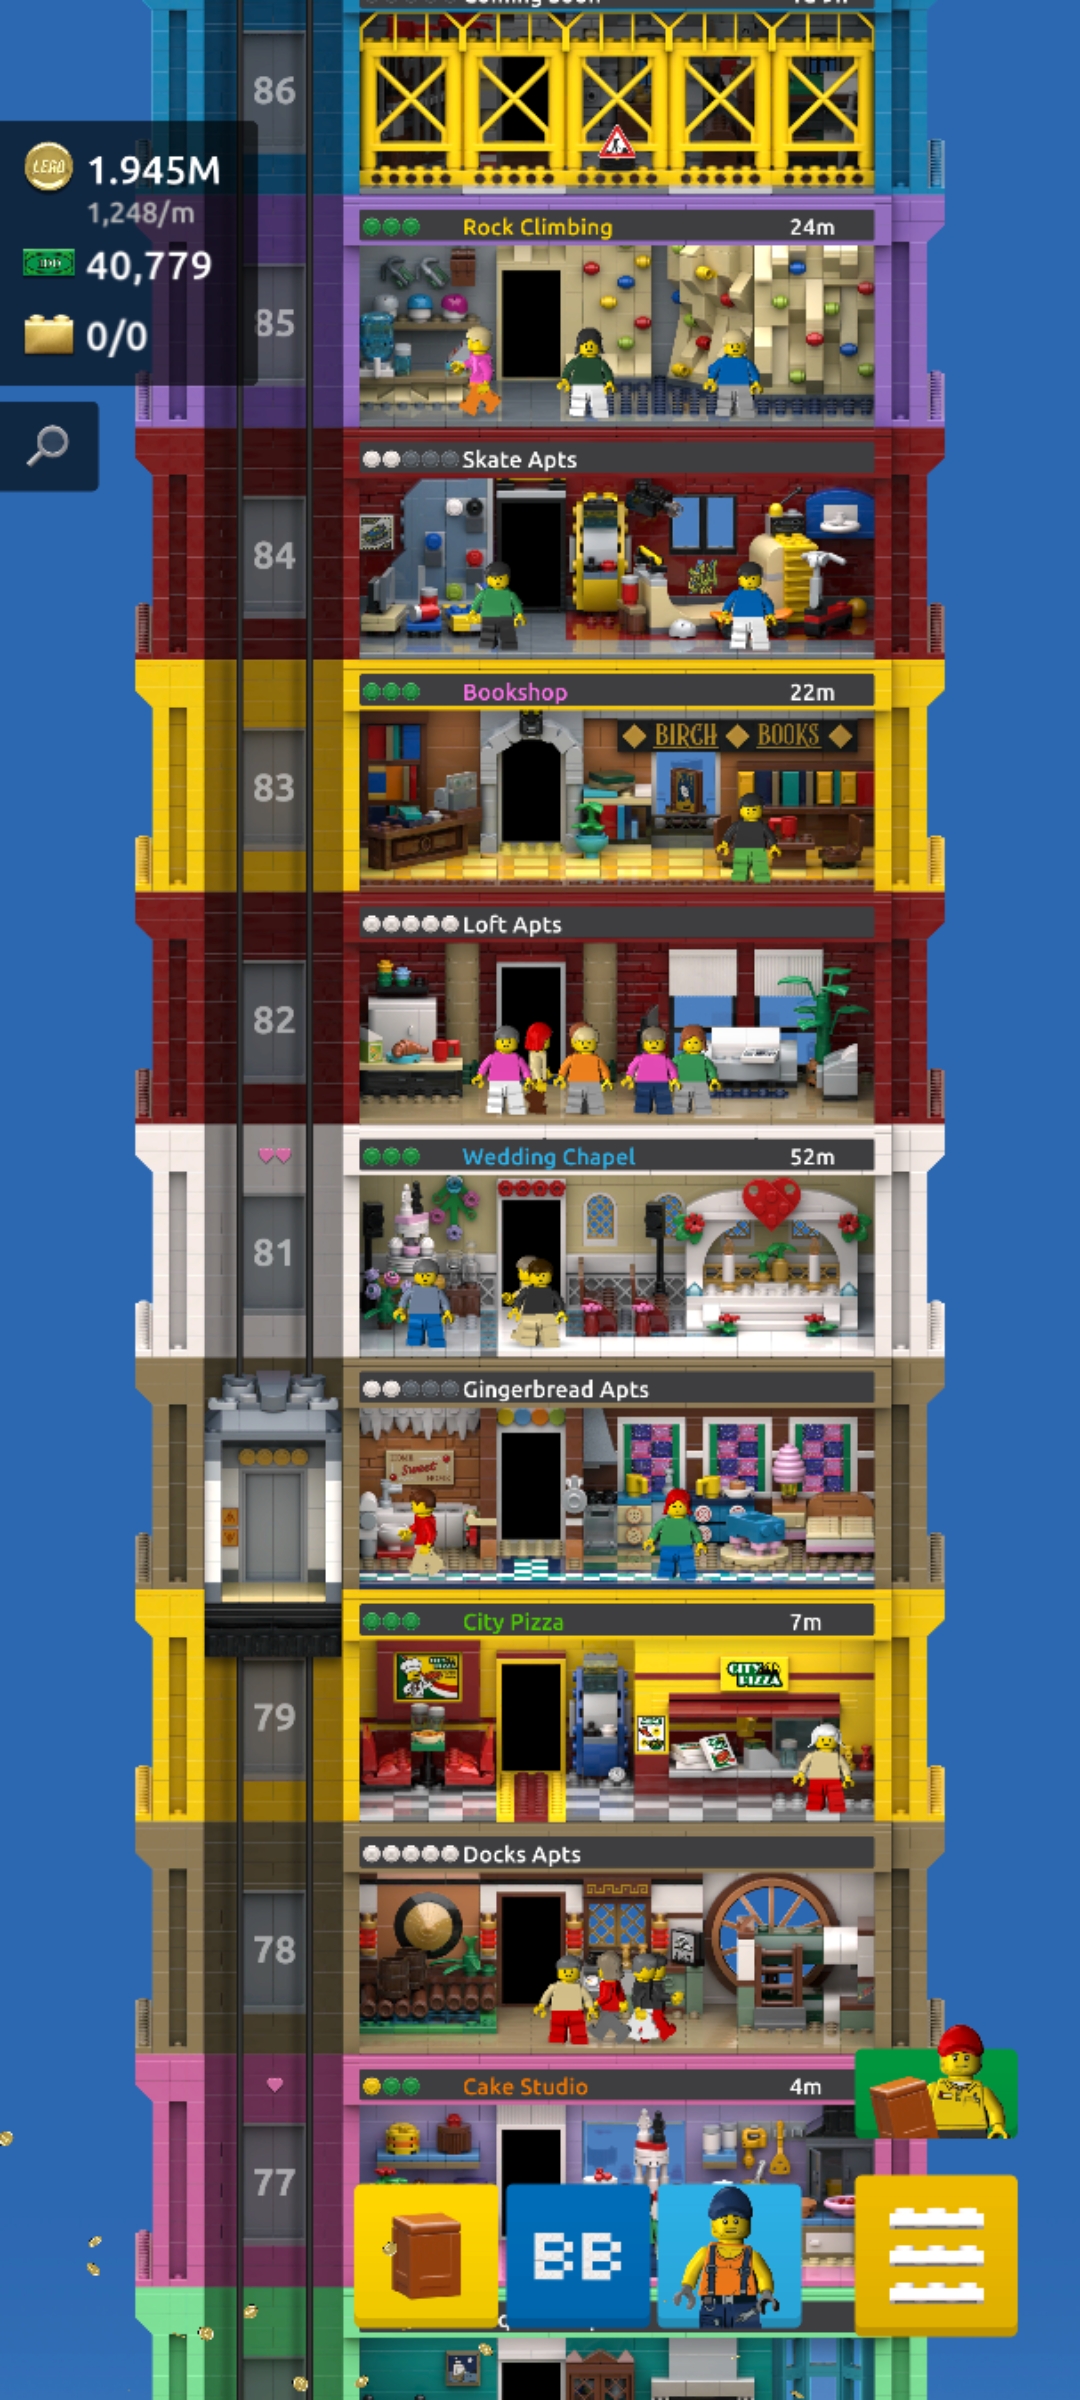 86
LEGO
1.945M
1,248/m
40,779
0/0
Rock Climbing 24m
85
Skate Apts
84
Bookshop 22m
BIRCH BOOKS
83
Loft Apts
82
Wedding Chapel 52m
81
Gingerbread Apts
Sweet
City Pizza 7m
CITY
PIZZA
79
Docks Apts
78
Cake Studio 4m
77
BB